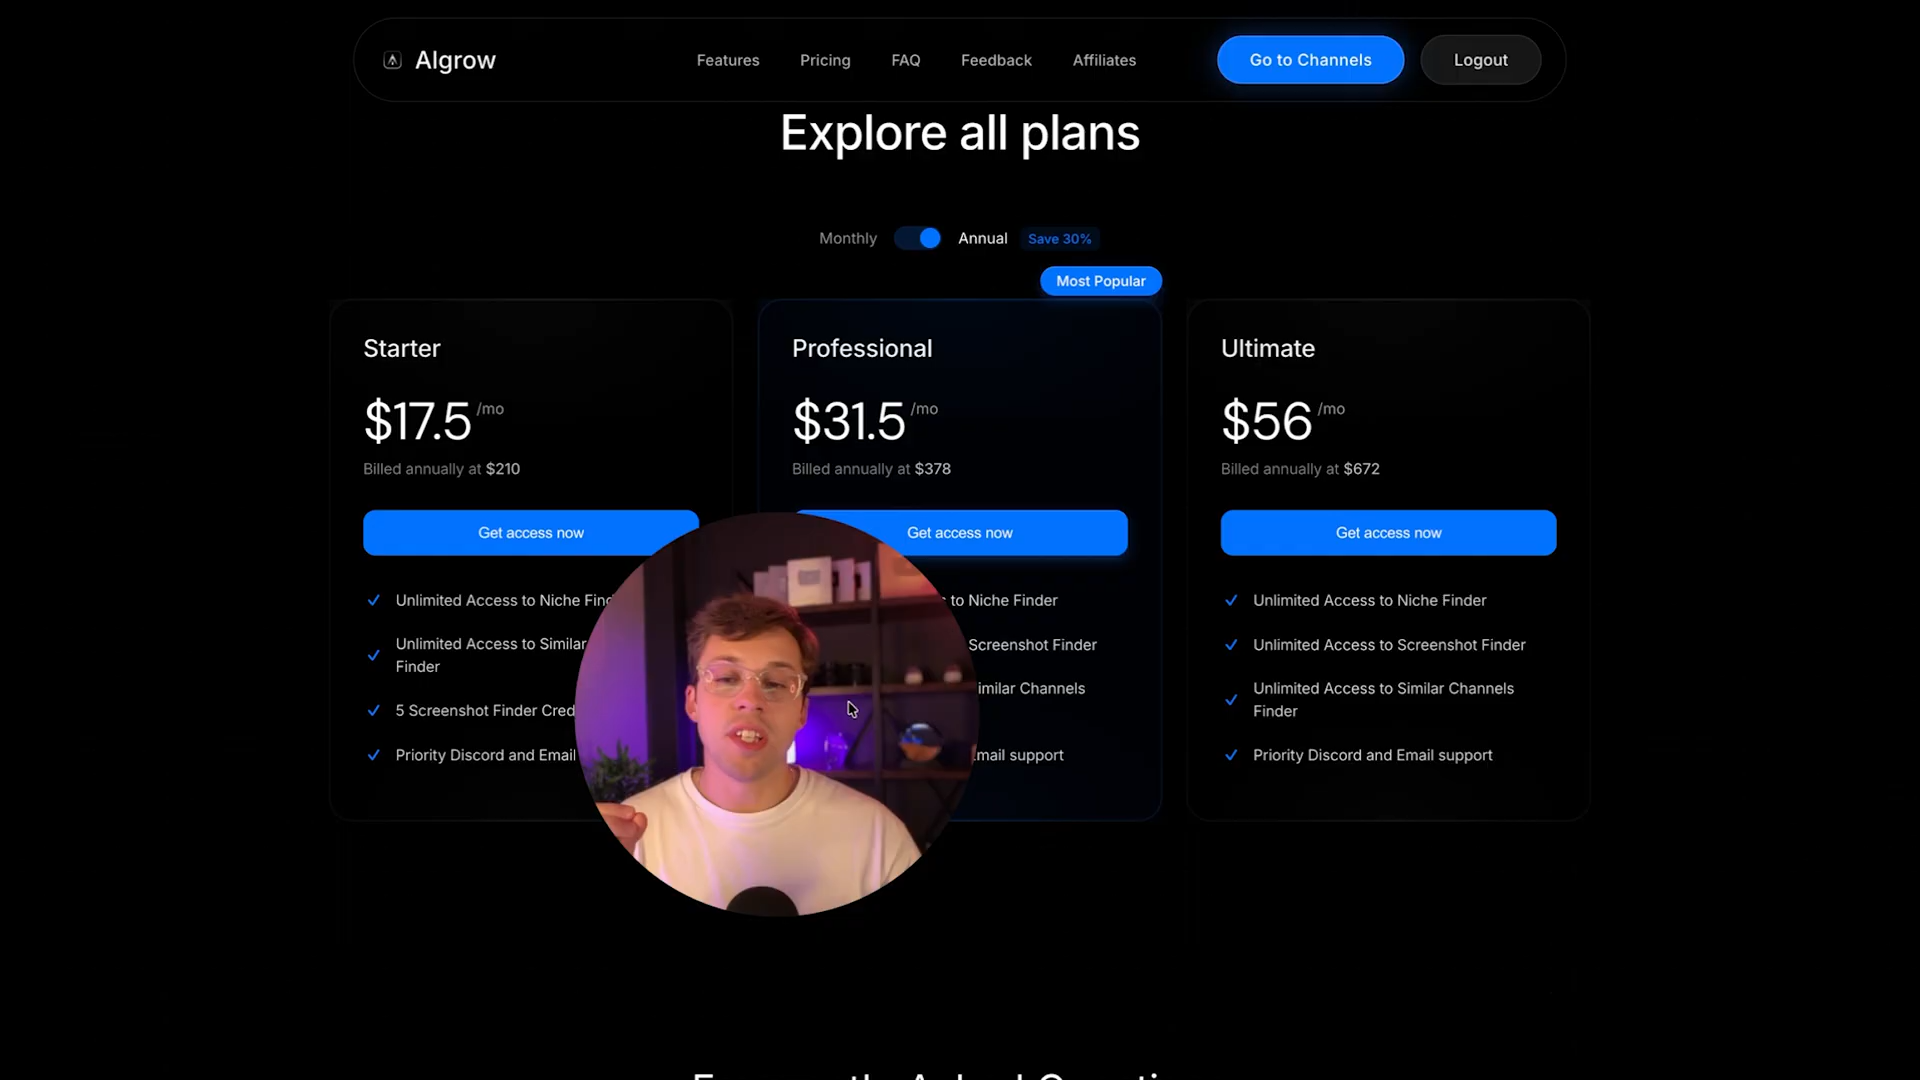 AIgrow
Features
Pricing
FAQ
Feedback
Affiliates
Go to Channels
Logout
Explore all plans
Monthly
Annual
Save 30%
Most Popular
Starter
$17.5 /mo
Billed annually at $210
Get access now
Unlimited Access to Niche
Unlimited Access to Similar
Finder
5 Screenshot Finder
Priority Discord and Email
Professional
$31.5 /mo
Billed annually at $378
Get access now
to Niche Finder
Screenshot Finder
Channels
support
Ultimate
$56 /mo
Billed annually at $672
Get access now
Unlimited Access to Niche Finder
Unlimited Access to Screenshot Finder
Unlimited Access to Similar Channels
Finder
Priority Discord and Email support